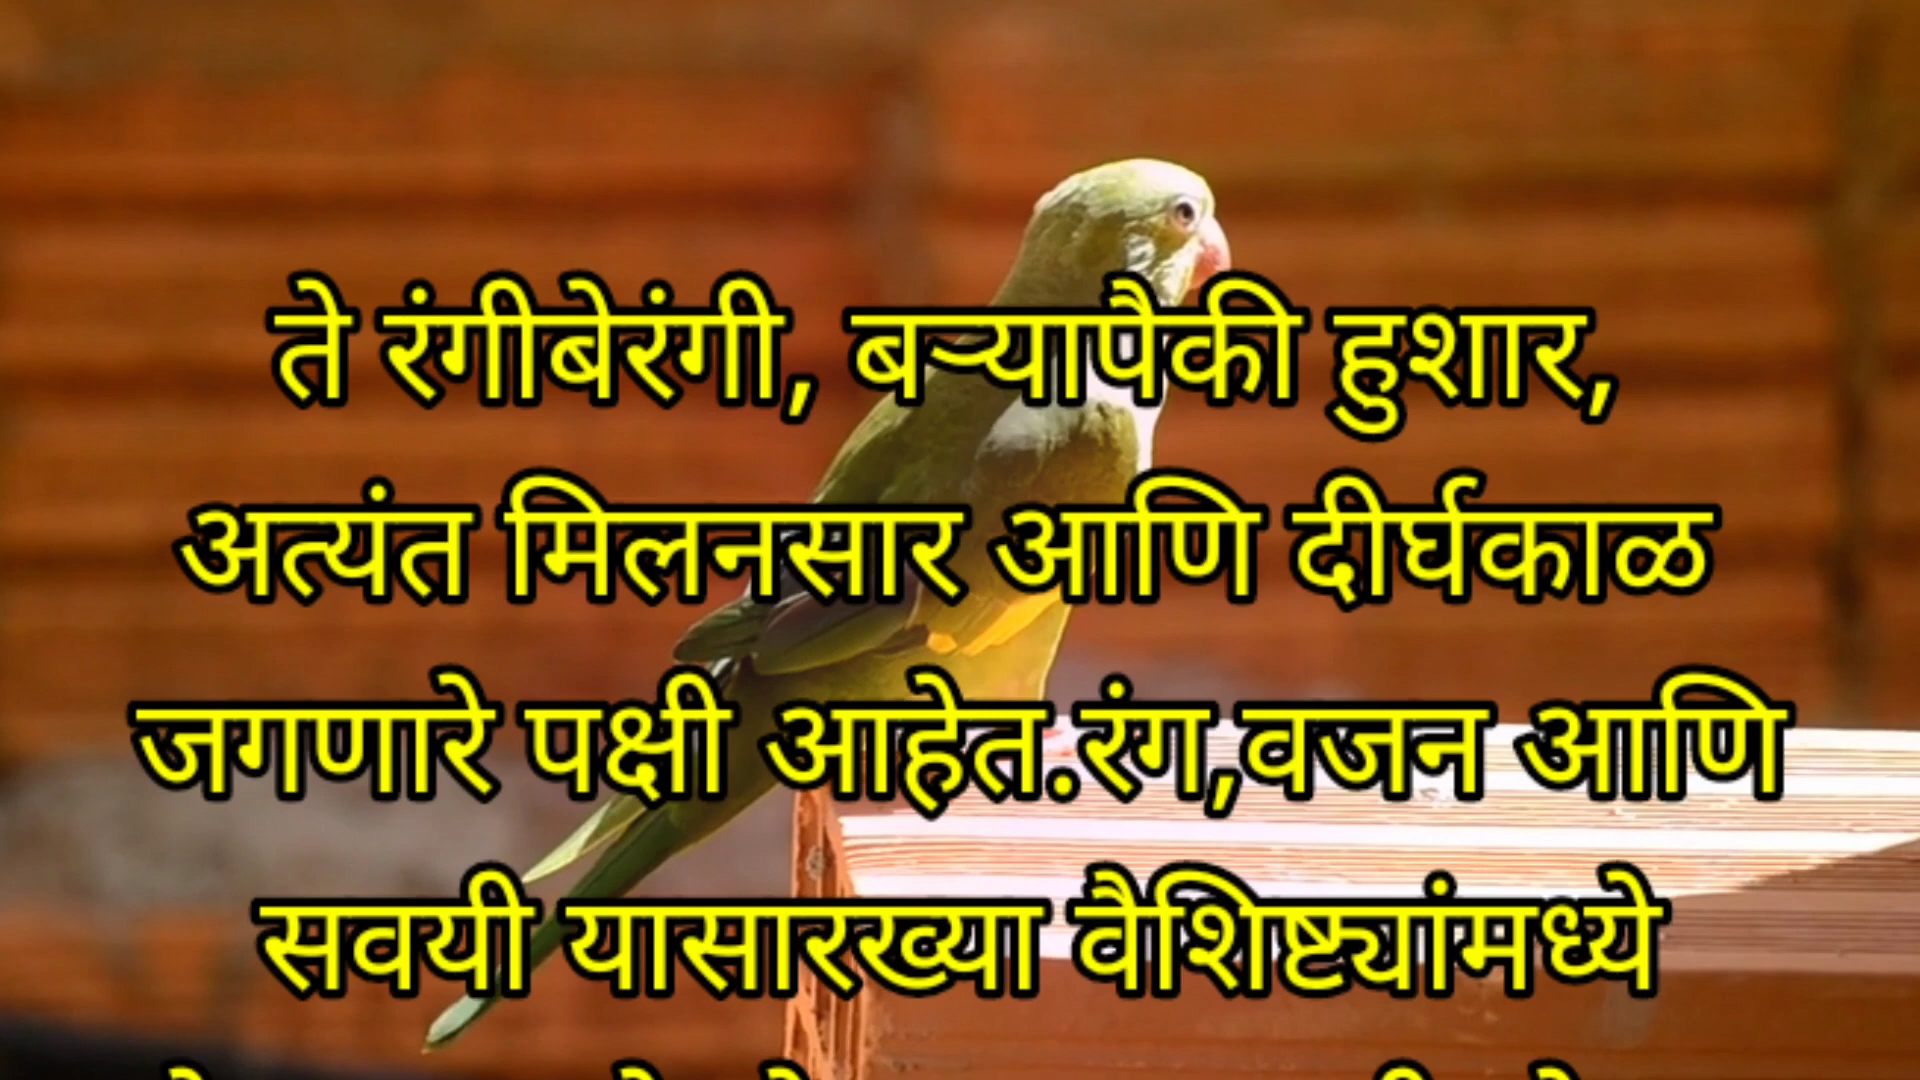 ते रंगीबेरंगी, बऱ्यापैकी हुशार,
अत्यंत मिलनसार आणि दीर्घकाळ
जगणारे पक्षी आहेत.रंग,वजन आणि
सवयी यासारख्या वैशिष्ट्यांमध्ये